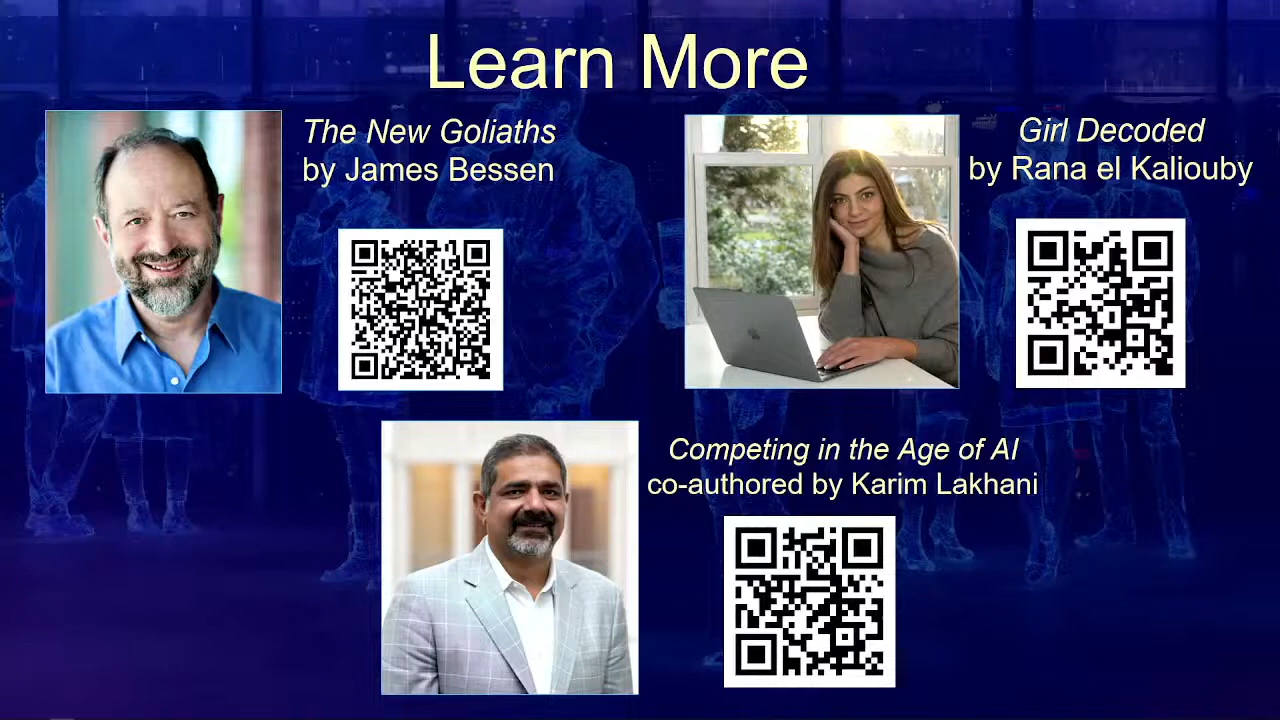 Learn More
The New Goliaths
by James Bessen
Girl Decoded
by Rana el Kaliouby
Competing in the Age of AI
co-authored by Karim Lakhani